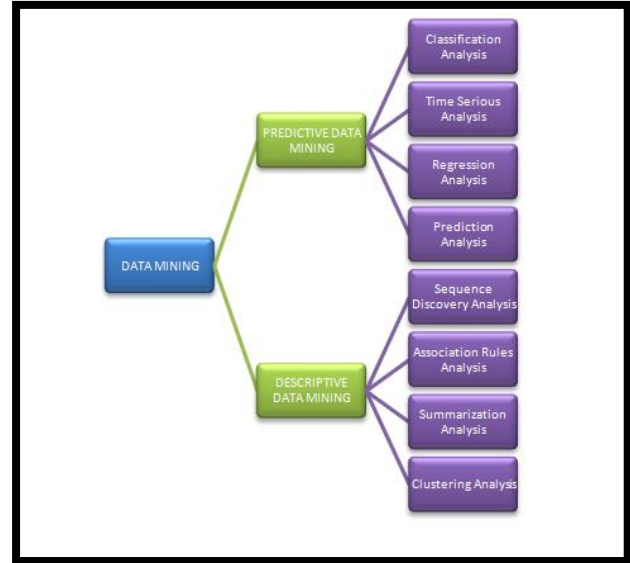 DATA MINING
PREDICTIVE DATA
MINING
Classification
Analysis
Time Serious
Analysis
Regression
Analysis
Prediction
Analysis
DESCRIPTIVE
DATA MINING
Sequence
Discovery Analysis
Association Rules
Analysis
Summarization
Analysis
Clustering Analysis